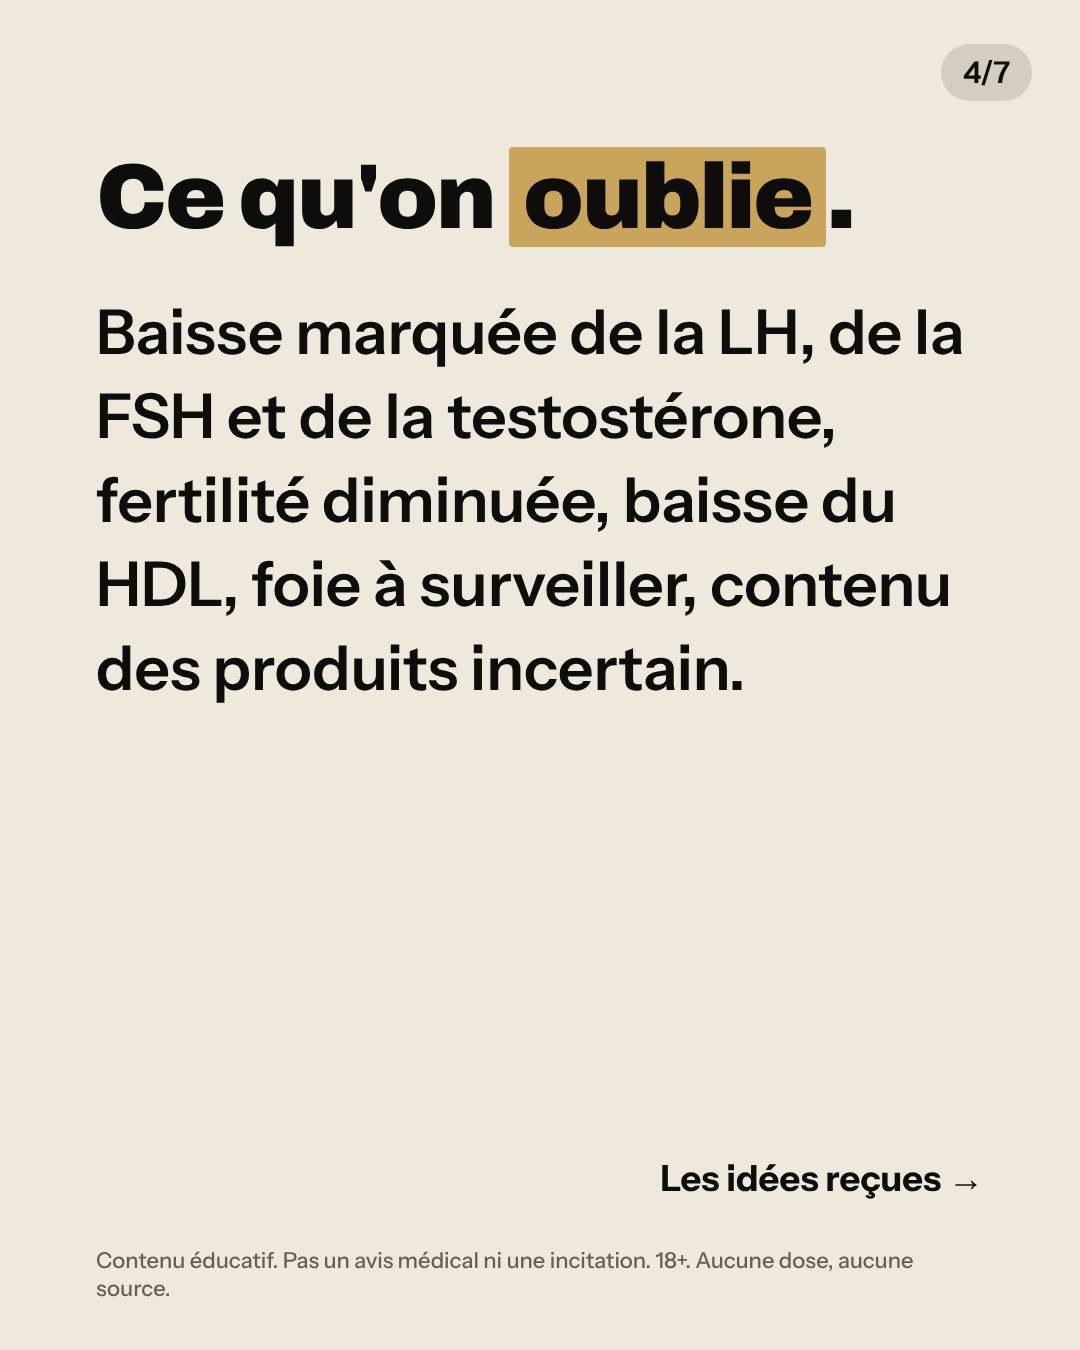 4/7
Ce qu'on oublie.
Baisse marquée de la LH, de la
FSH et de la testostérone,
fertilité diminuée, baisse du
HDL, foie à surveiller, contenu
des produits incertain.
Les idées reçues →
Contenu éducatif. Pas un avis médical ni une incitation. 18+. Aucune dose, aucune
source.